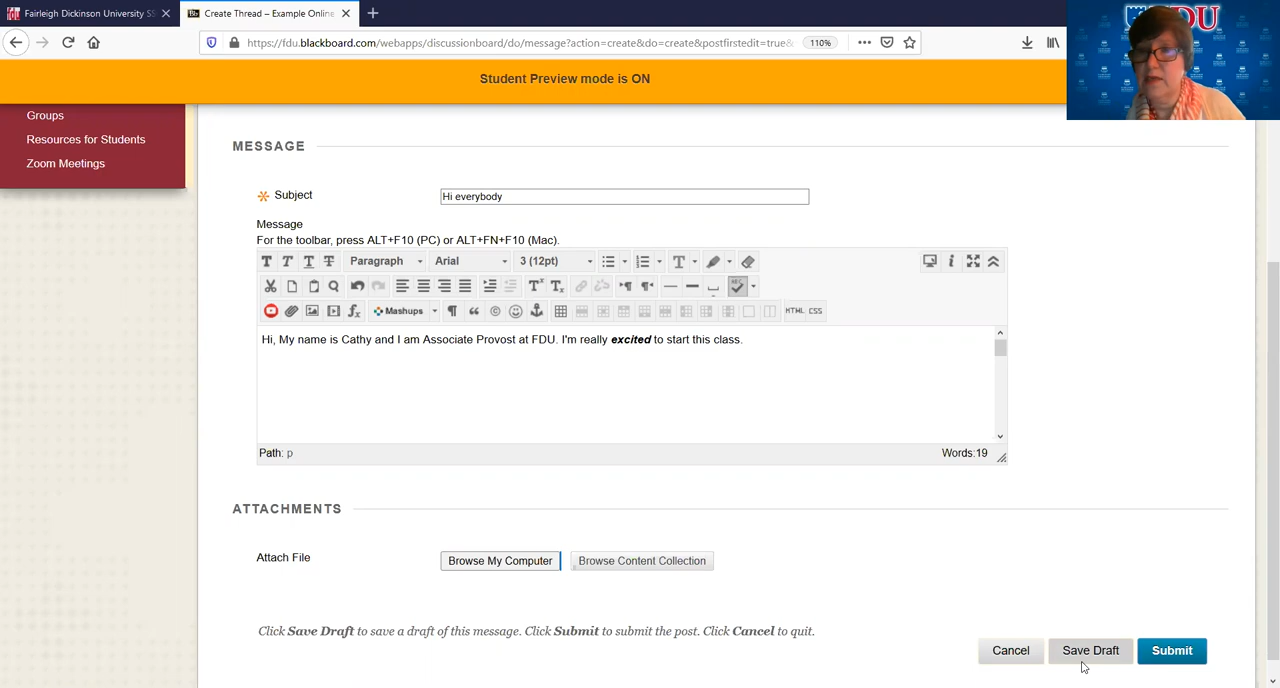 Fairleigh Dickinson University SS
Create Thread – Example Online
https://fdu.blackboard.com/webapps/discussionboard/do/message?action=create&do=create&postfirstedit=true&
110%
Student Preview mode is ON
Groups
Resources for Students
Zoom Meetings
MESSAGE
Subject
Hi everybody
Message
For the toolbar, press ALT+F10 (PC) or ALT+FN+F10 (Mac).
T T T T Paragraph Arial 3 (12pt)
Mashups HTML CSS
Hi, My name is Cathy and I am Associate Provost at FDU. I'm really excited to start this class.
Path: p
Words:19
ATTACHMENTS
Attach File
Browse My Computer
Browse Content Collection
Click Save Draft to save a draft of this message. Click Submit to submit the post. Click Cancel to quit.
Cancel
Save Draft
Submit